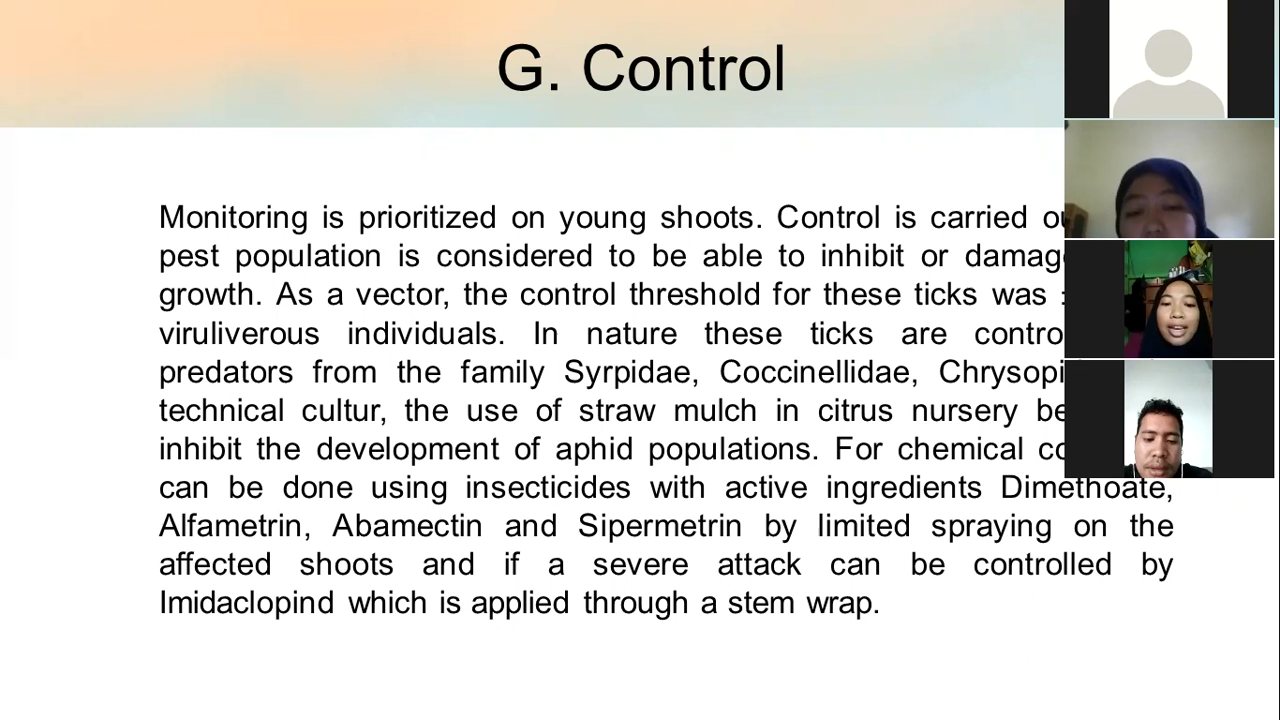 G. Control
Monitoring is prioritized on young shoots. Control is carried
pest population is considered to be able to inhibit or
growth. As a vector, the control threshold for these ticks was
viruliverous individuals. In nature these ticks are
predators from the family Syrpidae, Coccinellidae,
technical cultur, the use of straw mulch in citrus nursery
inhibit the development of aphid populations. For chemical
can be done using insecticides with active ingredients Dimethoate,
Alfametrin, Abamectin and Sipermetrin by limited spraying on the
affected shoots and if a severe attack can be controlled by
Imidaclopind which is applied through a stem wrap.